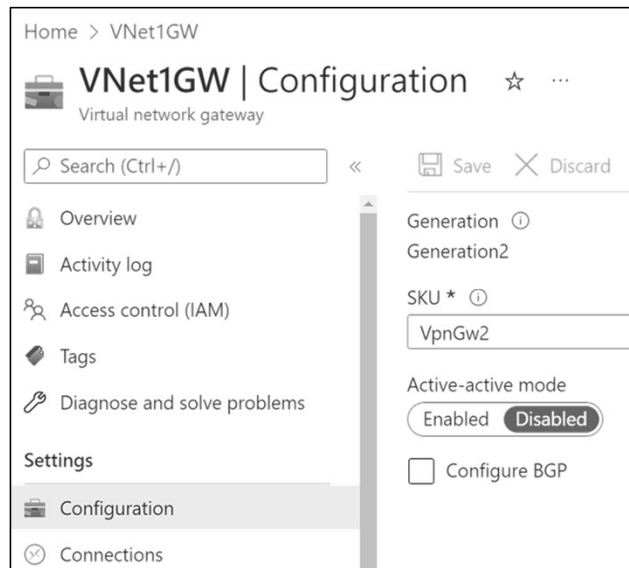 Home > VNet1GW
VNet1GW | Configuration
Virtual network gateway
Search (Ctrl+/)
Overview
Activity log
Access control (IAM)
Tags
Diagnose and solve problems
Settings
Configuration
Connections
Save Discard
Generation
Generation2
SKU *
VpnGw2
Active-active mode
Enabled Disabled
Configure BGP